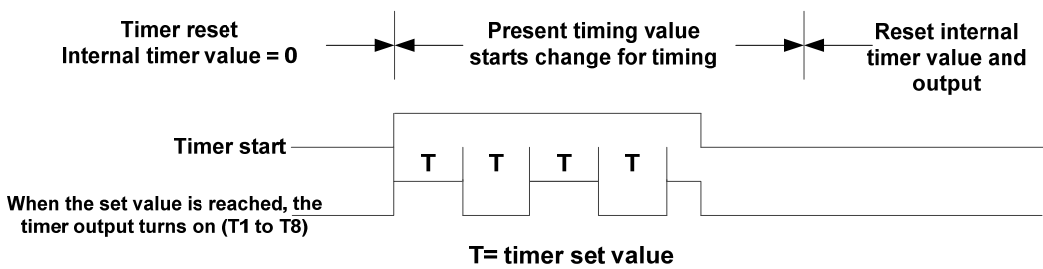 Timer reset
Internal timer value = 0
Present timing value
starts change for timing
Reset internal
timer value and
output
Timer start
T T T T
When the set value is reached, the
timer output turns on (T1 to T8)
T= timer set value